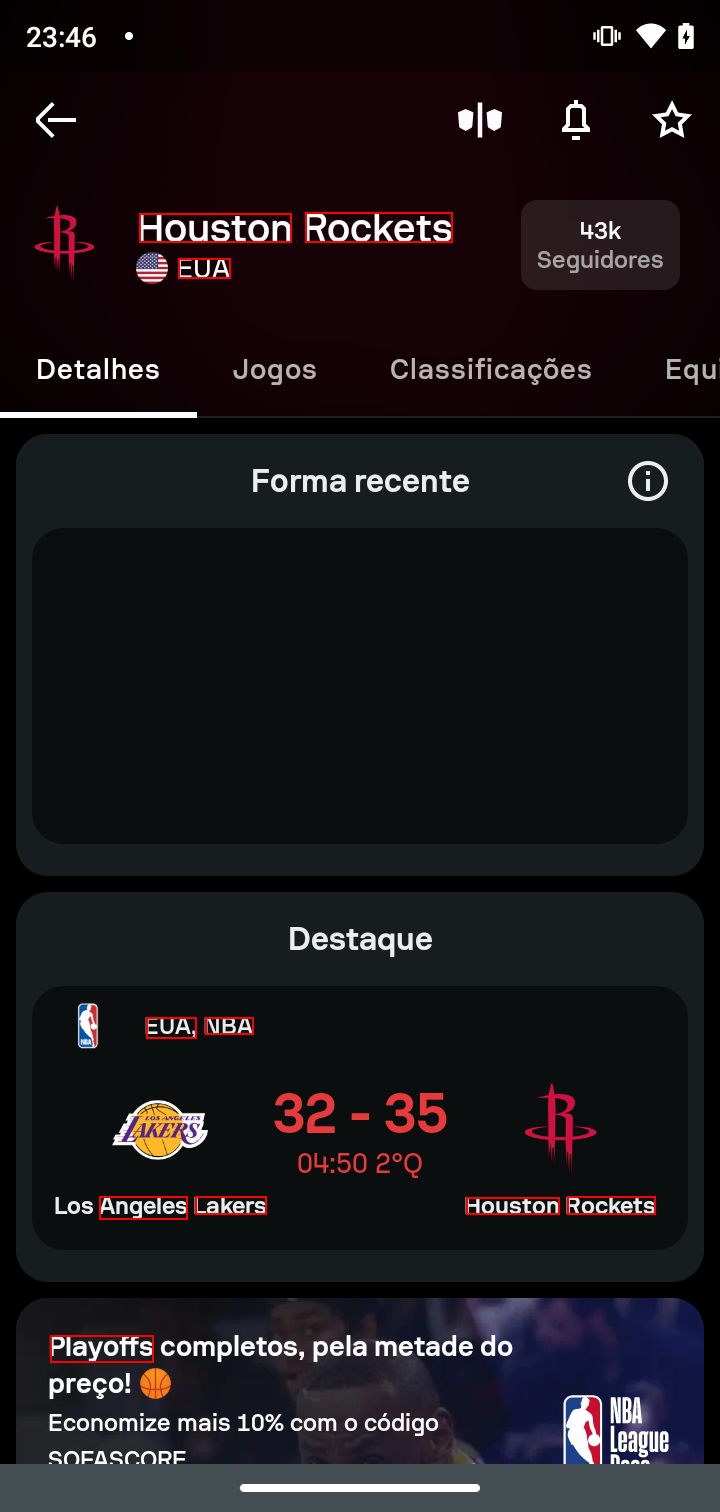 23:46
Houston Rockets
EUA
43k
Seguidores
Detalhes Jogos Classificações Equi
Forma recente
Destaque
EUA, NBA
LOS ANGELES
LAKERS
32 - 35
04:50 2°Q
Los Angeles Lakers
Houston Rockets
Playoffs completos, pela metade do
preço! 🏀
Economize mais 10% com o código
SOFASCORE
NBA
League
Pass